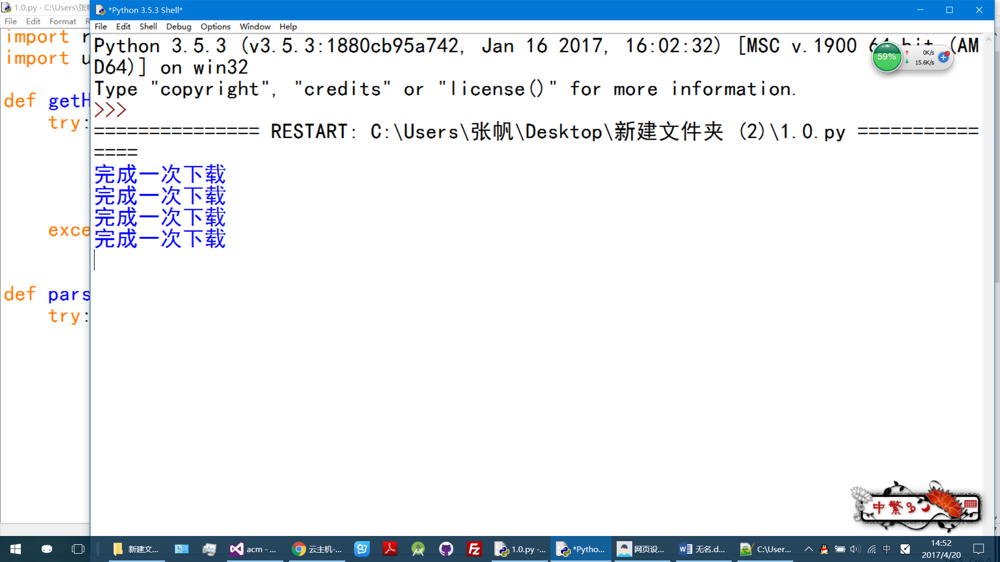 1.0.py - C:\Users\张帆
*Python 3.5.3 Shell*
File Edit Format
File Edit Shell Debug Options Window Help
import r
import u
def getH
try:
exce
def pars
try:
Python 3.5.3 (v3.5.3:1880cb95a742, Jan 16 2017, 16:02:32) [MSC v.1900 64 bit (AM
D64)] on win32
Type "copyright", "credits" or "license()" for more information.
>>>
=============== RESTART: C:\Users\张帆\Desktop\新建文件夹 (2)\1.0.py ===========
====
完成一次下载
完成一次下载
完成一次下载
完成一次下载
59%
0K/s
15.6K/s
中 繁
新建文...
acm - ...
云主机-...
1.0.py -...
*Pytho...
网页设...
无名.d...
C:\User...
中
14:52
2017/4/20